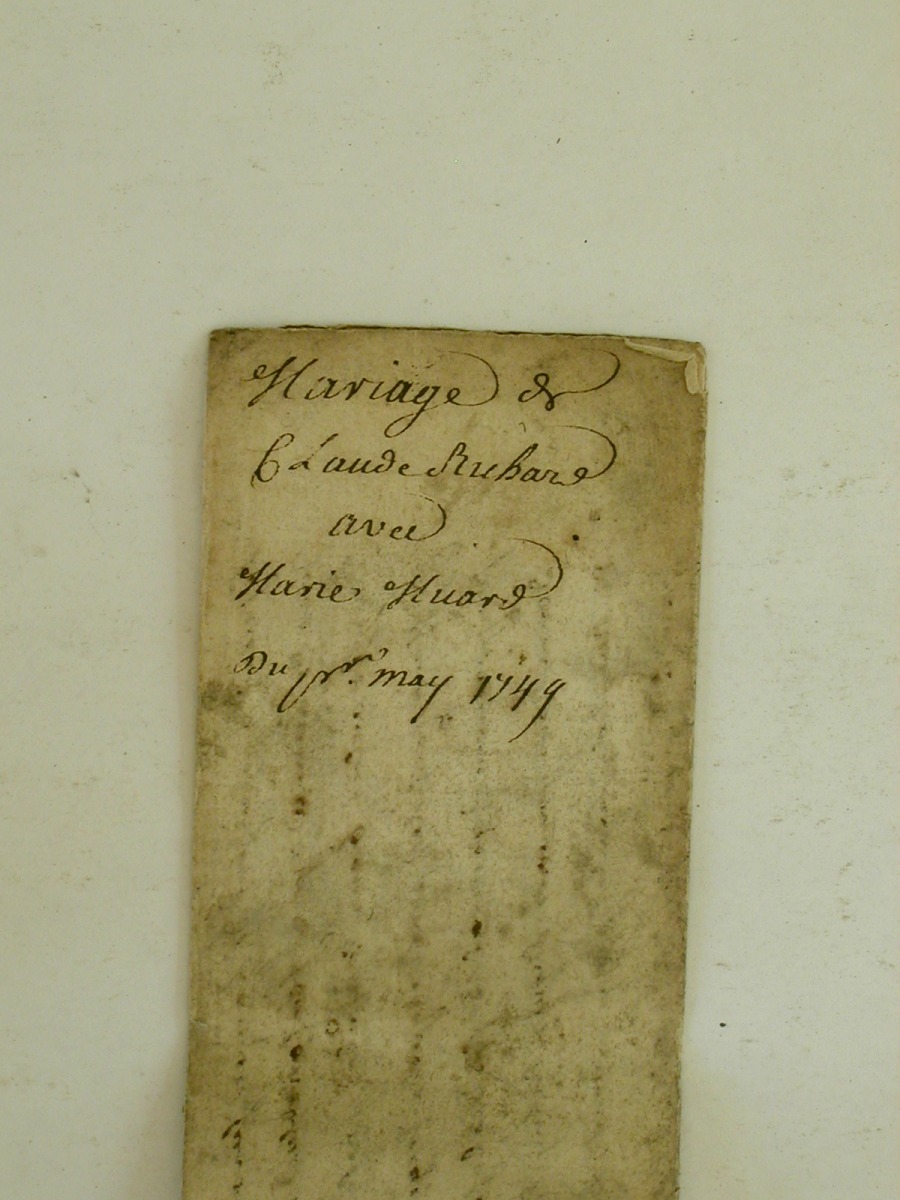 Mariage de
Claude Richard
avec
Marie Huard
Du pr. may 1749